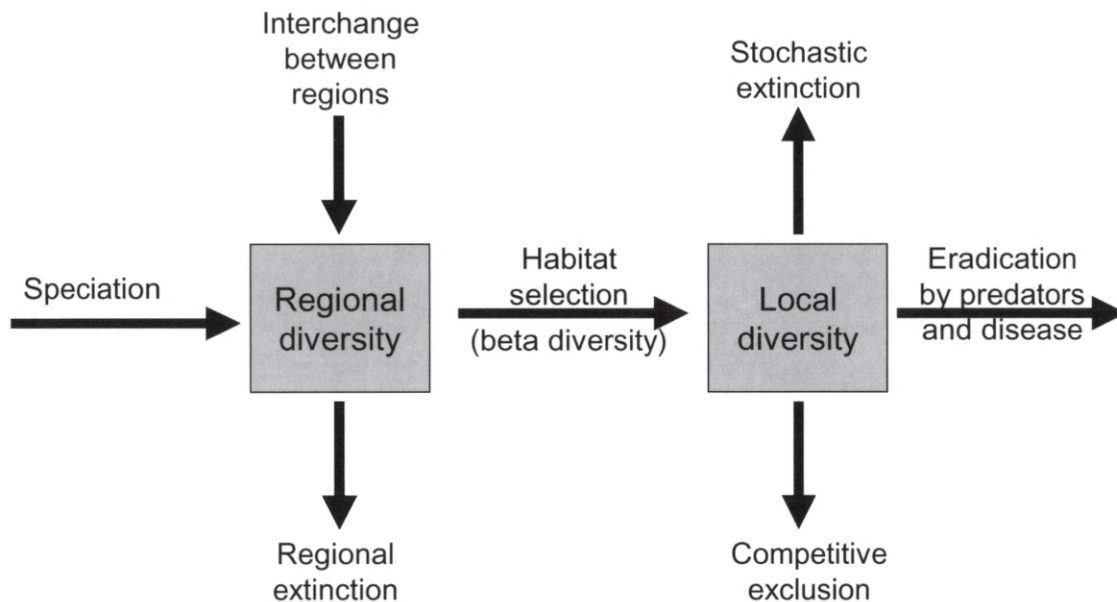 Interchange
between
regions
Stochastic
extinction
Speciation
Regional
diversity
Habitat
selection
(beta diversity)
Local
diversity
Eradication
by predators
and disease
Regional
extinction
Competitive
exclusion